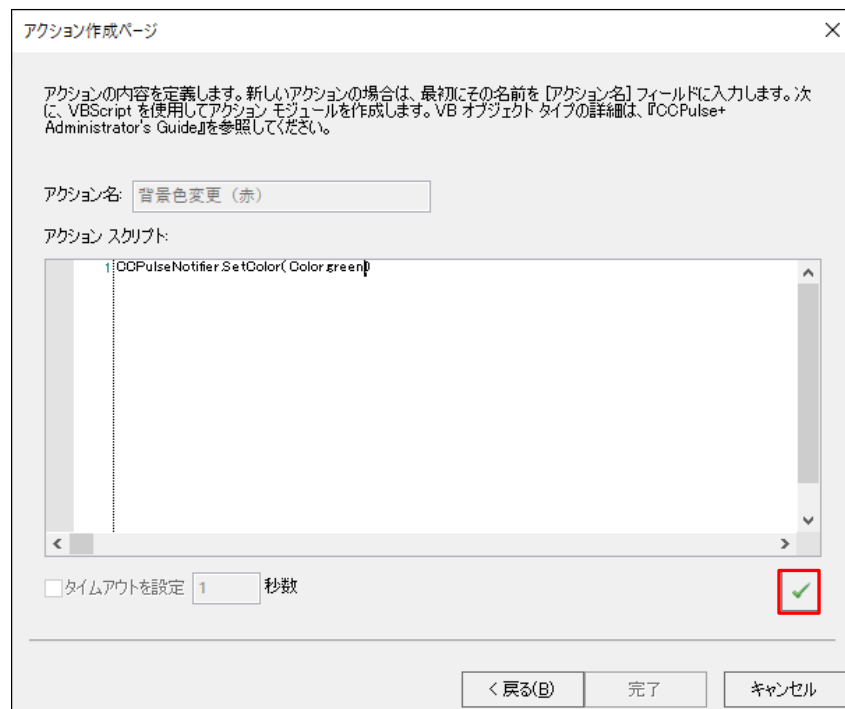 アクション作成ページ
アクションの内容を定義します。新しいアクションの場合は、最初にその名前を [アクション名] フィールドに入力します。次
に、VBScript を使用してアクション モジュールを作成します。VB オブジェクト タイプの詳細は、『CCPulse+
Administrator's Guide』を参照してください。
アクション名: 背景色変更（赤）
アクション スクリプト:
1 CCPulseNotifier.SetColor( Color.green)
タイムアウトを設定 1 秒数
< 戻る(B) 完了 キャンセル